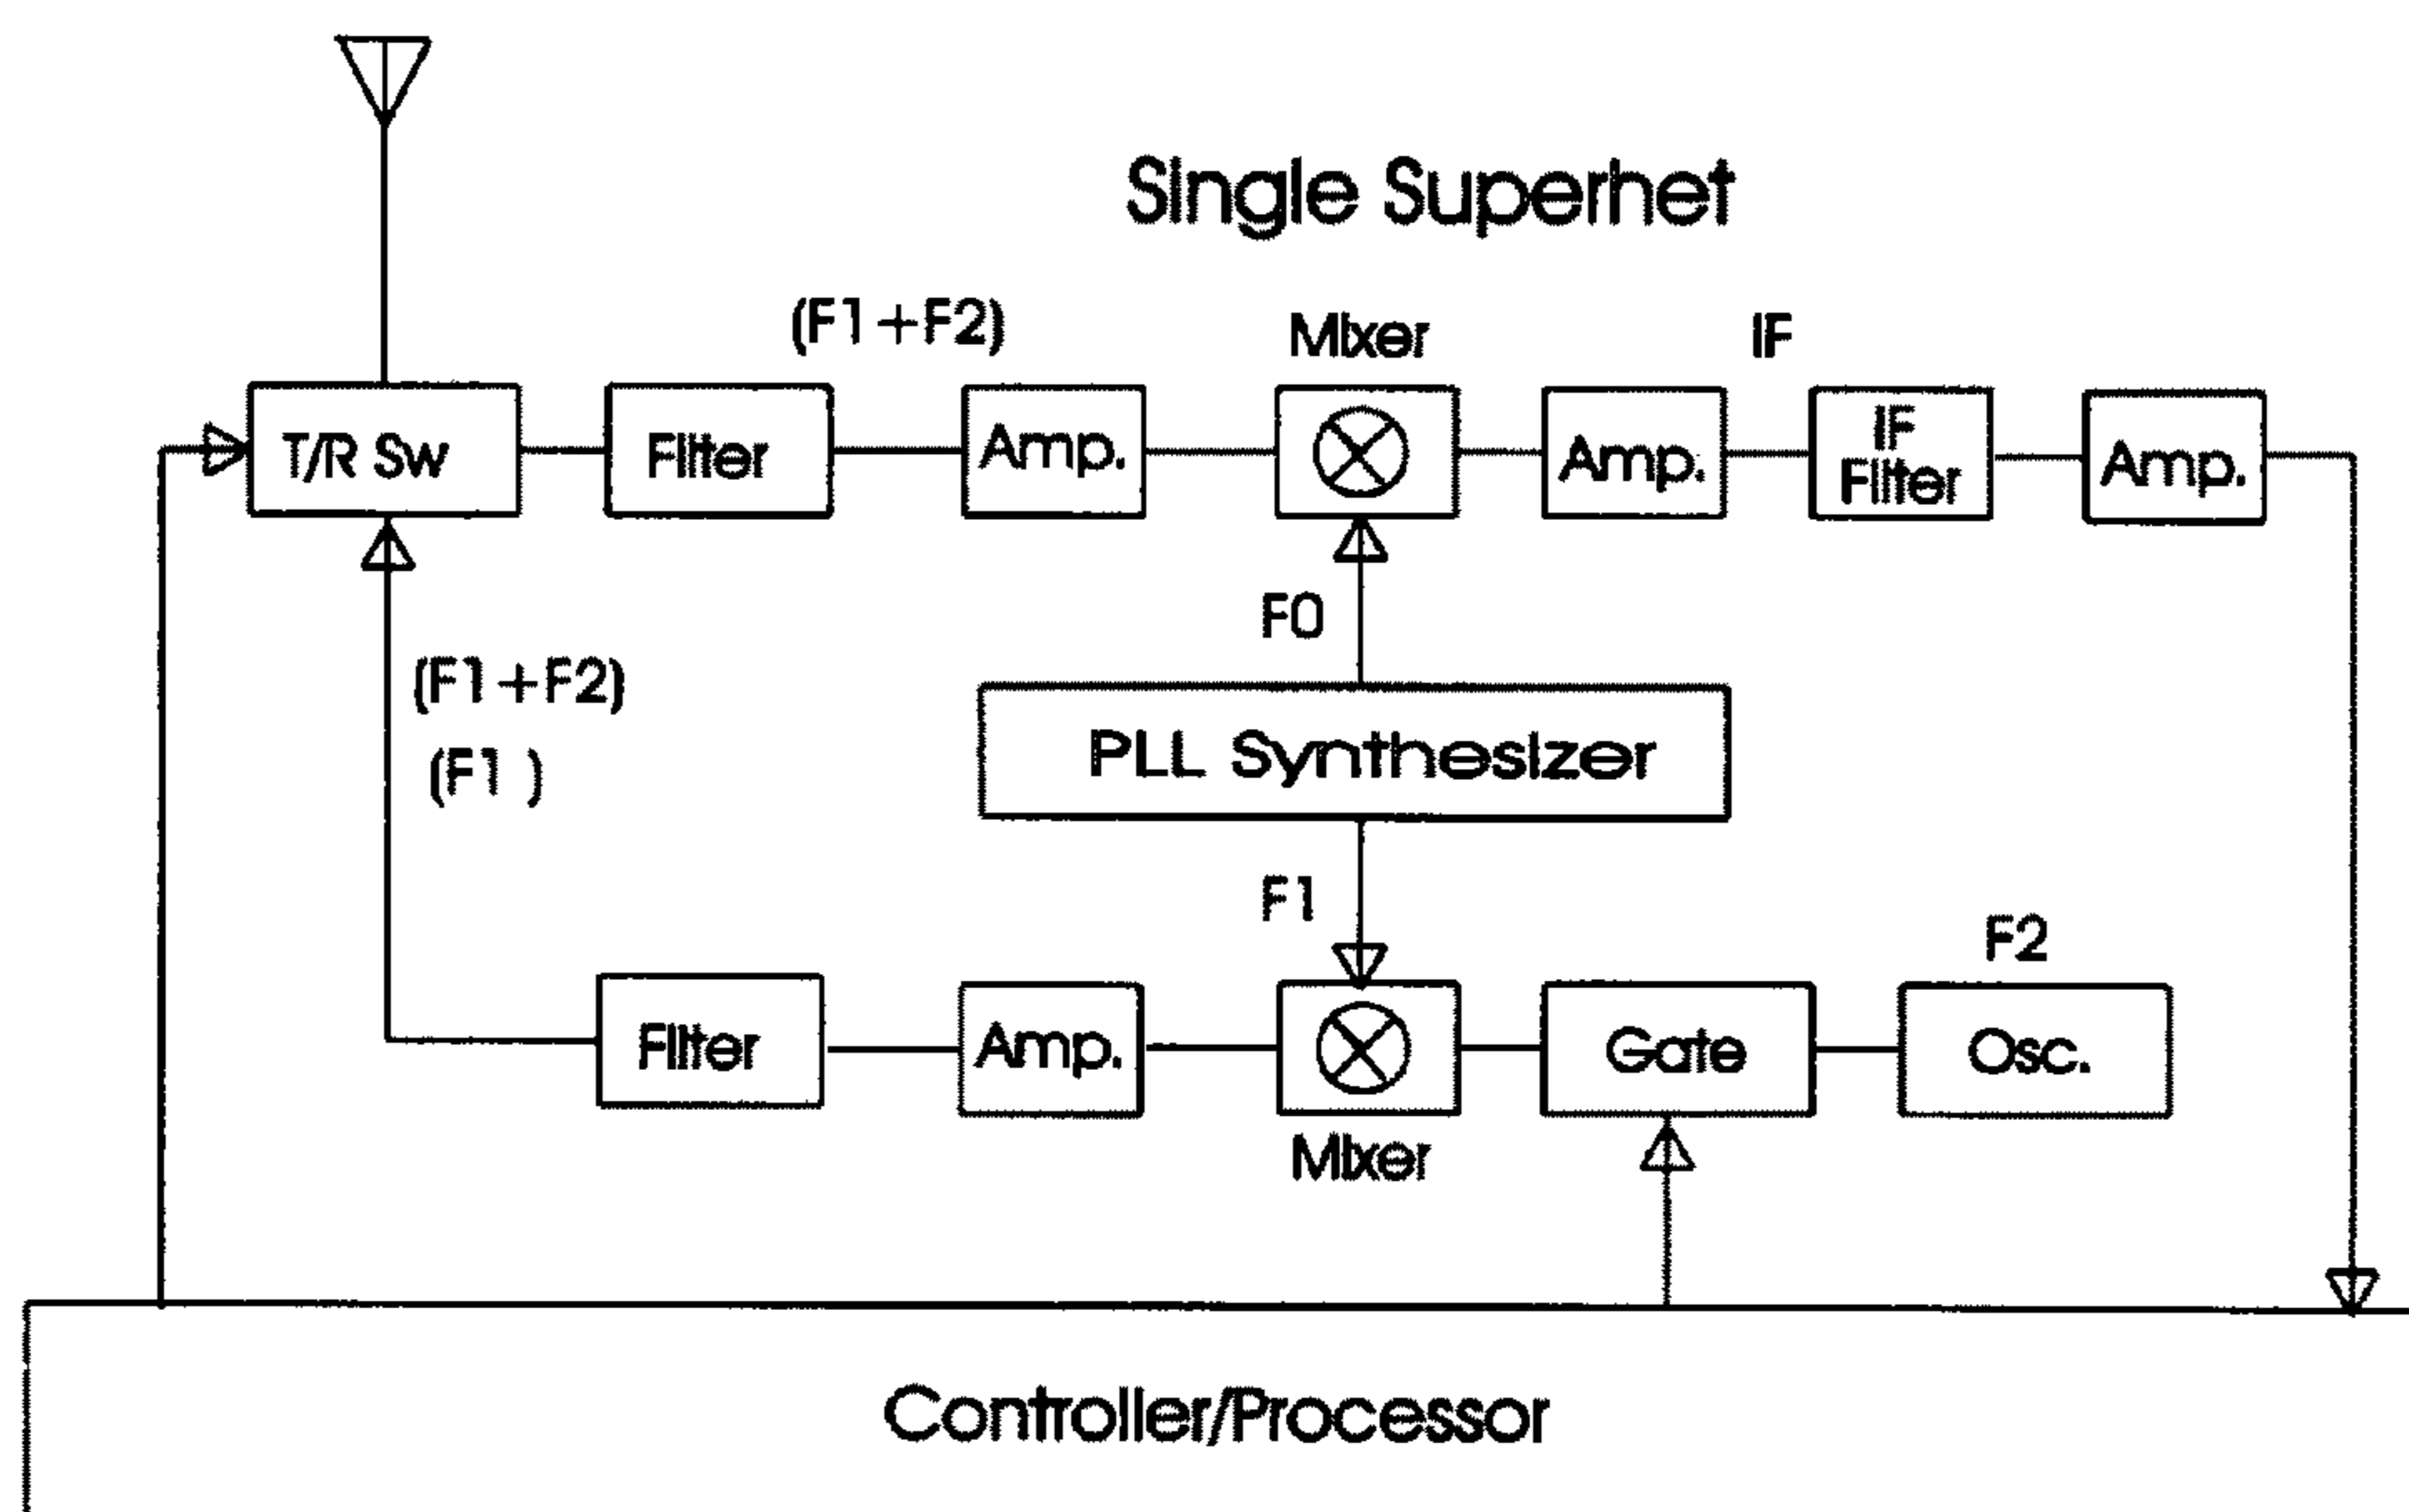 Single Superhet
(F1+F2)
Mixer
IF
T/R Sw
Filter
Amp.
Amp.
IF
Filter
Amp.
F0
(F1+F2)
(F1 )
PLL Synthesizer
F1
F2
Filter
Amp.
Gate
Osc.
Mixer
Controller/Processor